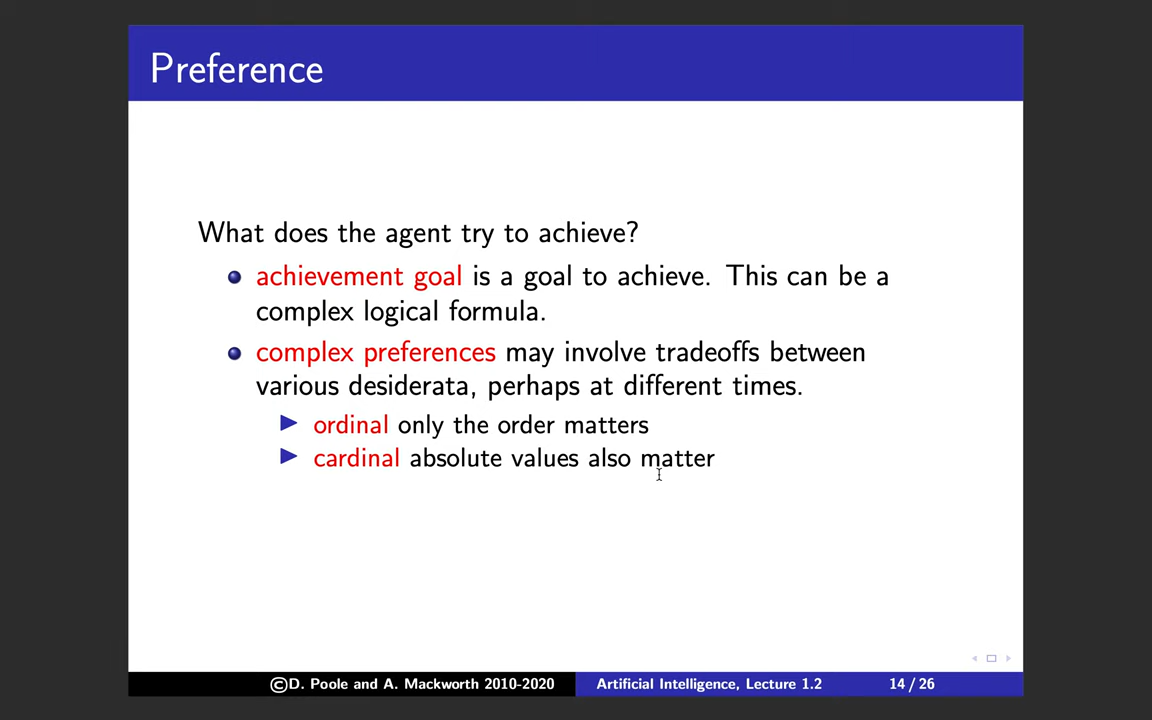 Preference
What does the agent try to achieve?
achievement goal is a goal to achieve. This can be a
complex logical formula.
complex preferences may involve tradeoffs between
various desiderata, perhaps at different times.
ordinal only the order matters
cardinal absolute values also matter
©D. Poole and A. Mackworth 2010-2020 Artificial Intelligence, Lecture 1.2 14 / 26